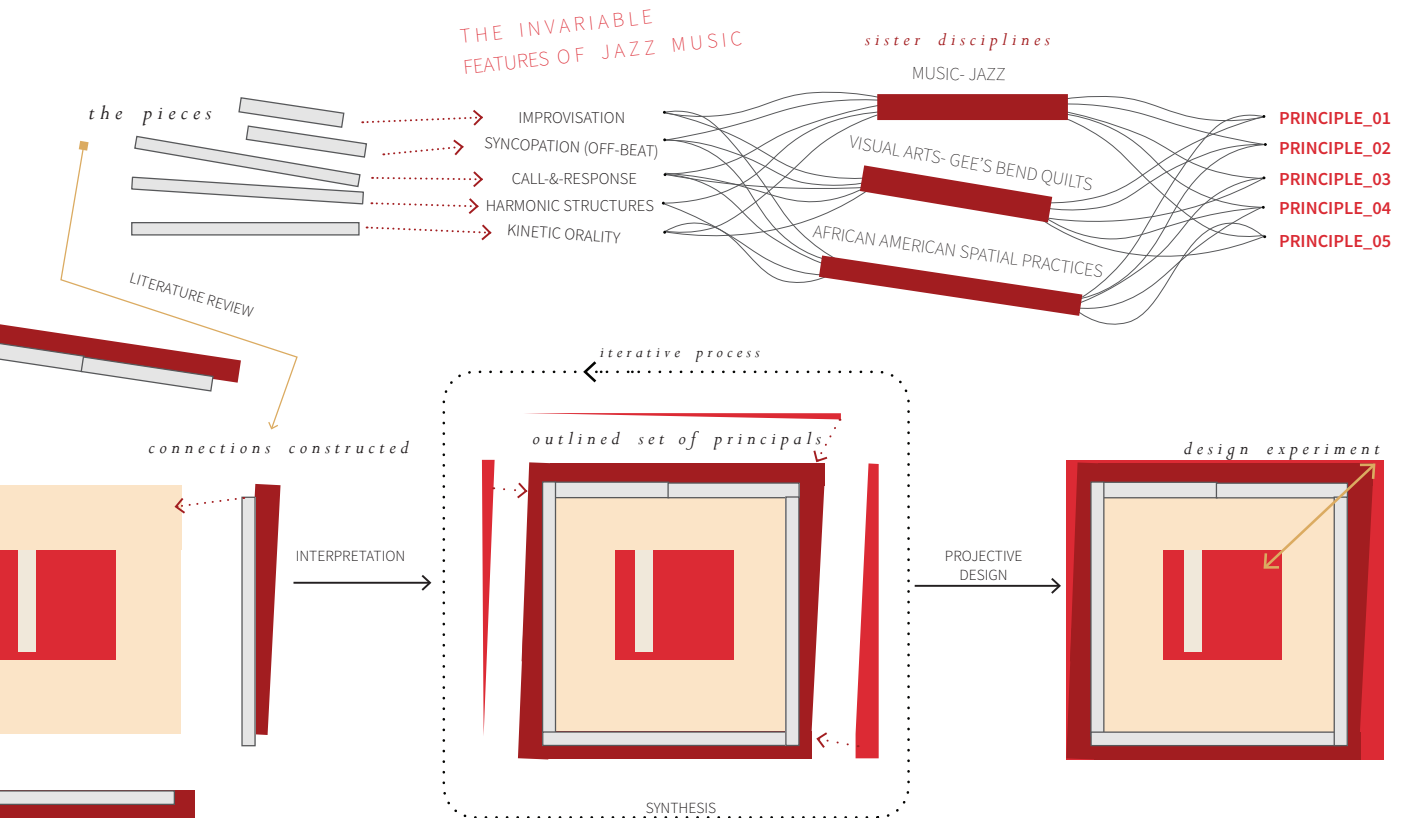 THE INVARIABLE
FEATURES OF JAZZ MUSIC
sister disciplines
MUSIC- JAZZ
the pieces
IMPROVISATION
SYNCOPATION (OFF-BEAT)
CALL-&-RESPONSE
HARMONIC STRUCTURES
KINETIC ORALITY
VISUAL ARTS- GEE'S BEND QUILTS
AFRICAN AMERICAN SPATIAL PRACTICES
PRINCIPLE_01
PRINCIPLE_02
PRINCIPLE_03
PRINCIPLE_04
PRINCIPLE_05
LITERATURE REVIEW
iterative process
connections constructed
outlined set of principals
design experiment
INTERPRETATION
PROJECTIVE
DESIGN
SYNTHESIS